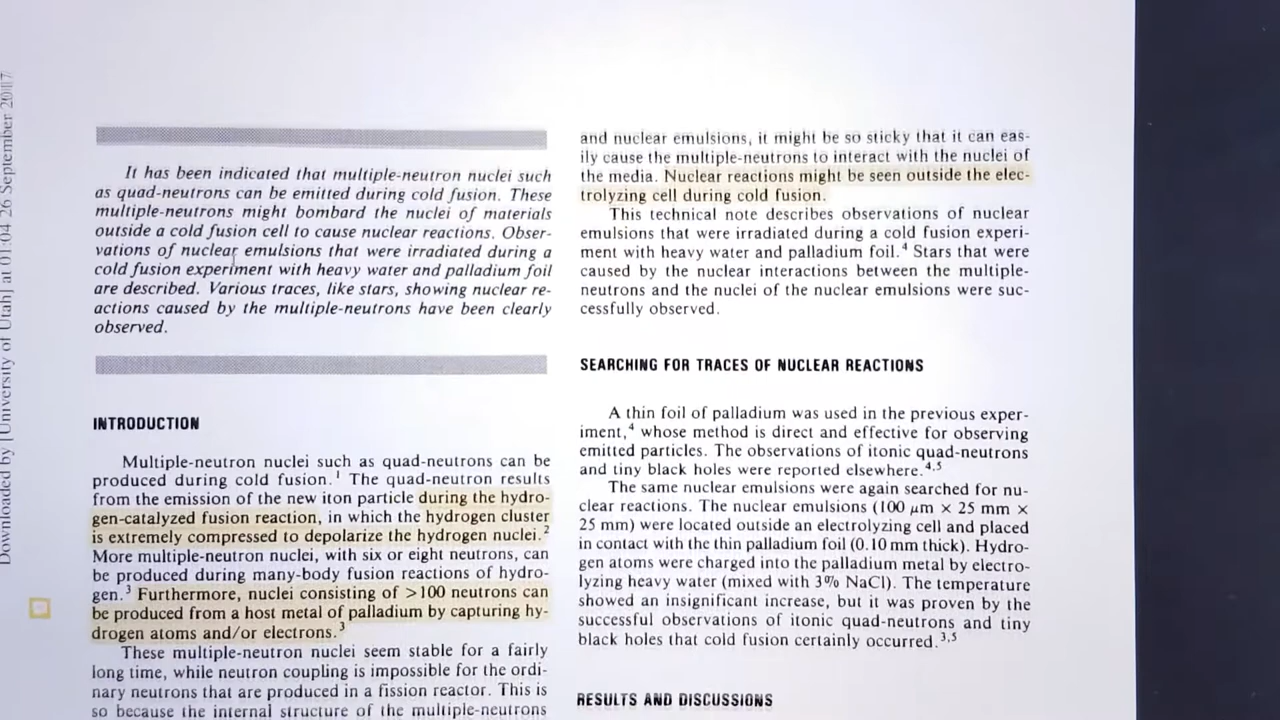 Downloaded by [University of Utah] at 01:04 26 September 2017
It has been indicated that multiple-neutron nuclei such
as quad-neutrons can be emitted during cold fusion. These
multiple-neutrons might bombard the nuclei of materials
outside a cold fusion cell to cause nuclear reactions. Obser-
vations of nuclear emulsions that were irradiated during a
cold fusion experiment with heavy water and palladium foil
are described. Various traces, like stars, showing nuclear re-
actions caused by the multiple-neutrons have been clearly
observed.
INTRODUCTION
Multiple-neutron nuclei such as quad-neutrons can be
produced during cold fusion.¹ The quad-neutron results
from the emission of the new iton particle during the hydro-
gen-catalyzed fusion reaction, in which the hydrogen cluster
is extremely compressed to depolarize the hydrogen nuclei.²
More multiple-neutron nuclei, with six or eight neutrons, can
be produced during many-body fusion reactions of hydro-
gen.³ Furthermore, nuclei consisting of >100 neutrons can
be produced from a host metal of palladium by capturing hy-
drogen atoms and/or electrons.³
These multiple-neutron nuclei seem stable for a fairly
long time, while neutron coupling is impossible for the ordi-
nary neutrons that are produced in a fission reactor. This is
so because the internal structure of the multiple-neutrons
and nuclear emulsions, it might be so sticky that it can eas-
ily cause the multiple-neutrons to interact with the nuclei of
the media. Nuclear reactions might be seen outside the elec-
trolyzing cell during cold fusion.
This technical note describes observations of nuclear
emulsions that were irradiated during a cold fusion experi-
ment with heavy water and palladium foil.⁴ Stars that were
caused by the nuclear interactions between the multiple-
neutrons and the nuclei of the nuclear emulsions were suc-
cessfully observed.
SEARCHING FOR TRACES OF NUCLEAR REACTIONS
A thin foil of palladium was used in the previous exper-
iment,⁴ whose method is direct and effective for observing
emitted particles. The observations of itonic quad-neutrons
and tiny black holes were reported elsewhere.⁴,⁵
The same nuclear emulsions were again searched for nu-
clear reactions. The nuclear emulsions (100 μm × 25 mm ×
25 mm) were located outside an electrolyzing cell and placed
in contact with the thin palladium foil (0.10 mm thick). Hydro-
gen atoms were charged into the palladium metal by electro-
lyzing heavy water (mixed with 3% NaCl). The temperature
showed an insignificant increase, but it was proven by the
successful observations of itonic quad-neutrons and tiny
black holes that cold fusion certainly occurred.³,⁵
RESULTS AND DISCUSSIONS